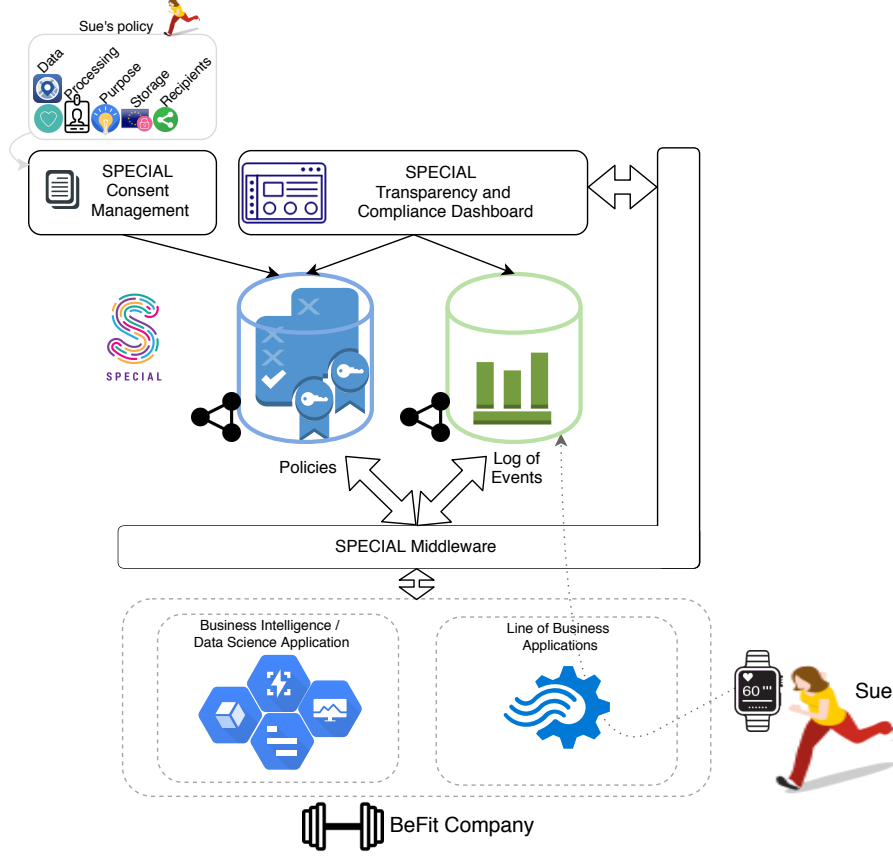 Sue's policy
Data
Processing
Purpose
Storage
Recipients
SPECIAL
Consent
Management
SPECIAL
Transparency and
Compliance Dashboard
SPECIAL
Policies
Log of
Events
SPECIAL Middleware
Business Intelligence /
Data Science Application
Line of Business
Applications
60
Sue
BeFit Company